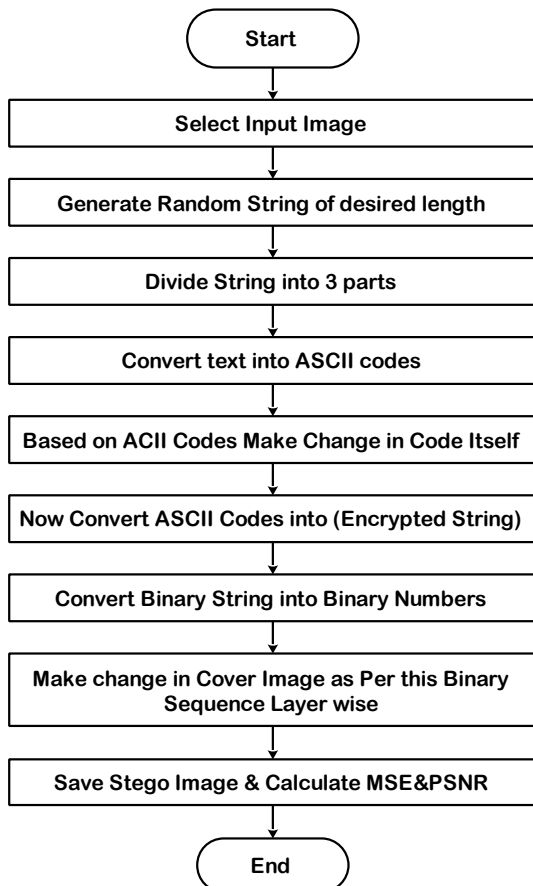 Start
Select Input Image
Generate Random String of desired length
Divide String into 3 parts
Convert text into ASCII codes
Based on ACII Codes Make Change in Code Itself
Now Convert ASCII Codes into (Encrypted String)
Convert Binary String into Binary Numbers
Make change in Cover Image as Per this Binary
Sequence Layer wise
Save Stego Image & Calculate MSE&PSNR
End